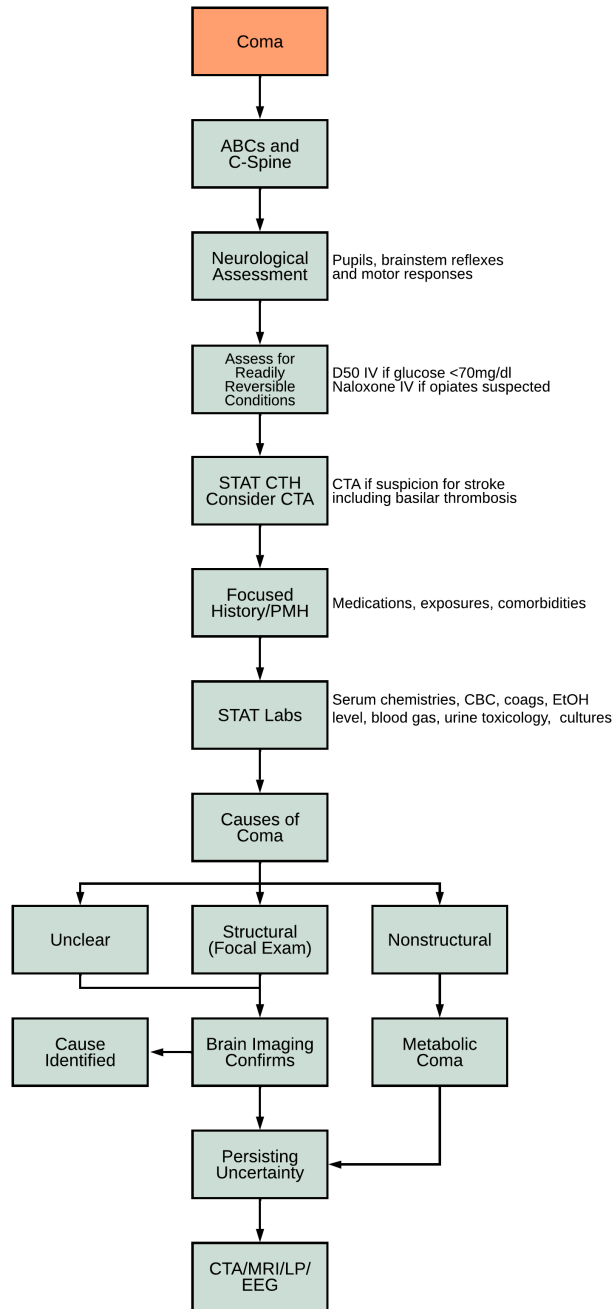 Coma
ABCs and
C-Spine
Neurological
Assessment
Pupils, brainstem reflexes
and motor responses
Assess for
Readily
Reversible
Conditions
D50 IV if glucose <70mg/dl
Naloxone IV if opiates suspected
STAT CTH
Consider CTA
CTA if suspicion for stroke
including basilar thrombosis
Focused
History/PMH
Medications, exposures, comorbidities
STAT Labs
Serum chemistries, CBC, coags, EtOH
level, blood gas, urine toxicology, cultures
Causes of
Coma
Unclear
Structural
(Focal Exam)
Nonstructural
Cause
Identified
Brain Imaging
Confirms
Metabolic
Coma
Persisting
Uncertainty
CTA/MRI/LP/
EEG